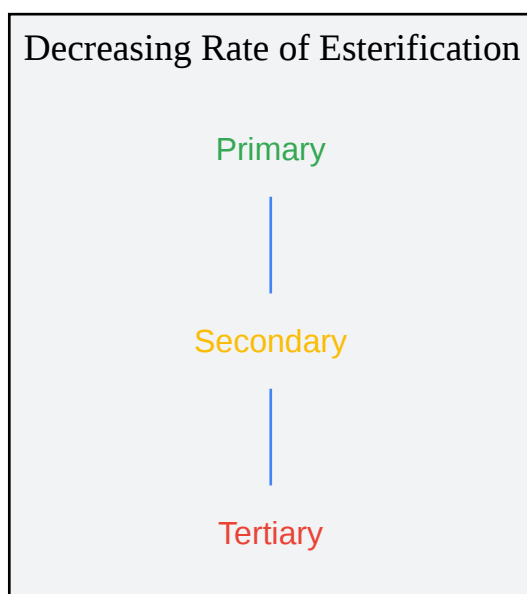 Decreasing Rate of Esterification
Primary
Secondary
Tertiary